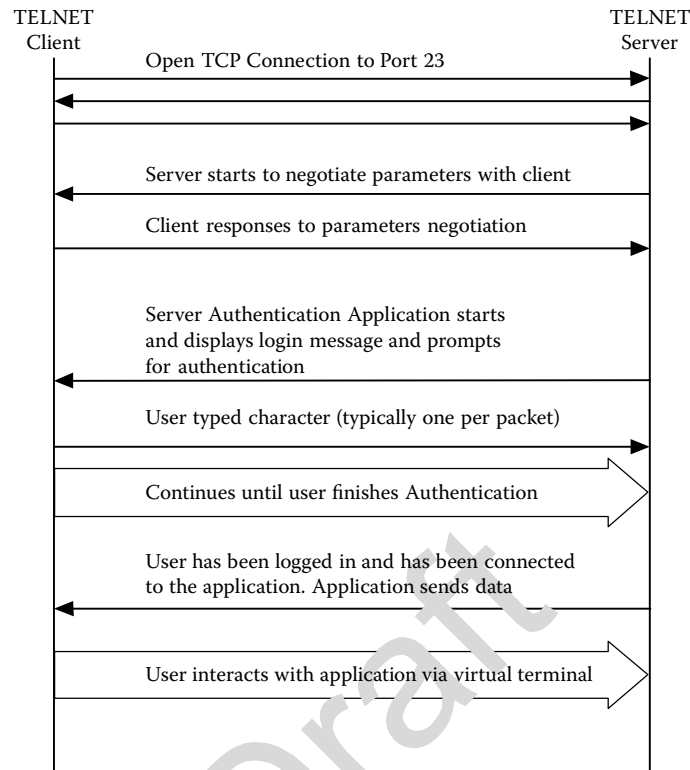 TELNET
Client
TELNET
Server
Open TCP Connection to Port 23
Server starts to negotiate parameters with client
Client responses to parameters negotiation
Server Authentication Application starts
and displays login message and prompts
for authentication
User typed character (typically one per packet)
Continues until user finishes Authentication
User has been logged in and has been connected
to the application. Application sends data
User interacts with application via virtual terminal
Draft